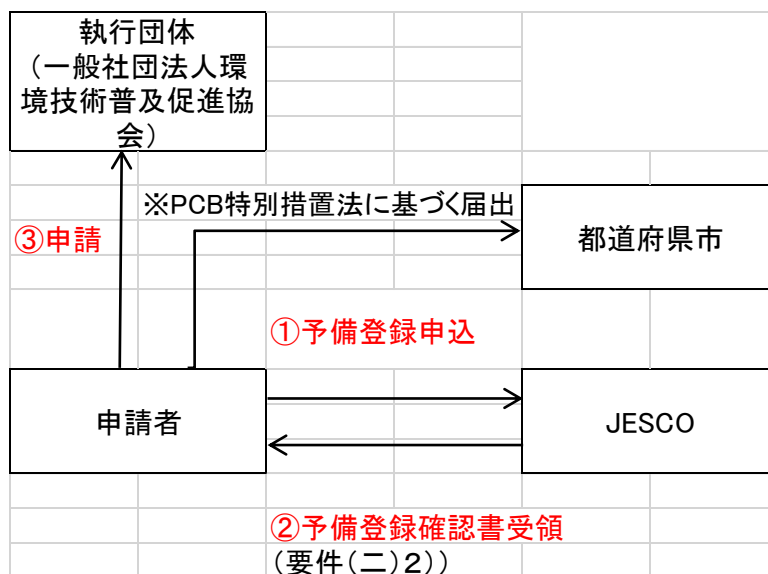 執行団体
（一般社団法人環
境技術普及促進協
会）
※PCB特別措置法に基づく届出
③申請
都道府県市
①予備登録申込
申請者
JESCO
②予備登録確認書受領
（要件（二）２））